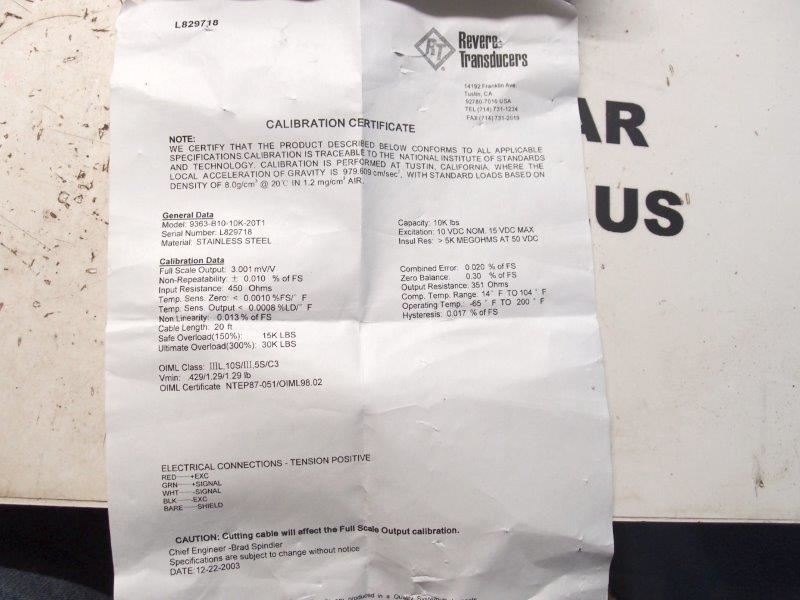 L829718
RT
Revere
Transducers
14192 Franklin Ave.
Tustin, CA
92780-7016 USA
TEL (714) 731-1234
FAX (714) 731-2019
AR
US
CALIBRATION CERTIFICATE
NOTE:
WE CERTIFY THAT THE PRODUCT DESCRIBED BELOW CONFORMS TO ALL APPLICABLE
SPECIFICATIONS.CALIBRATION IS TRACEABLE TO THE NATIONAL INSTITUTE OF STANDARDS
AND TECHNOLOGY. CALIBRATION IS PERFORMED AT TUSTIN, CALIFORNIA, WHERE THE
LOCAL ACCELERATION OF GRAVITY IS 979.609 cm/sec², WITH STANDARD LOADS BASED ON
DENSITY OF 8.0g/cm³ @ 20℃ IN 1.2 mg/cm³ AIR.
General Data
Model: 9363-B10-10K-20T1
Serial Number: L829718
Material: STAINLESS STEEL
Capacity: 10K lbs
Excitation: 10 VDC NOM. 15 VDC MAX
Insul Res: > 5K MEGOHMS AT 50 VDC
Calibration Data
Full Scale Output: 3.001 mV/V
Non-Repeatability: ± 0.010 % of FS
Input Resistance: 450 Ohms
Temp. Sens. Zero: < 0.0010 %FS/° F
Temp. Sens. Output < 0.0008 %LD/° F
Non Linearity: 0.013 % of FS
Cable Length: 20 ft
Safe Overload(150%): 15K LBS
Ultimate Overload(300%): 30K LBS
Combined Error: 0.020 % of FS
Zero Balance: 0.30 % of FS
Output Resistance: 351 Ohms
Comp. Temp. Range: 14° F TO 104 ° F
Operating Temp.: -65 ° F TO 200 ° F
Hysteresis: 0.017 % of FS
OIML Class: ⅢL,10S/Ⅲ,5S/C3
Vmin: .429/1.29/1.29 lb
OIML Certificate NTEP87-051/OIML98.02
ELECTRICAL CONNECTIONS - TENSION POSITIVE
RED-----+EXC
GRN-----+SIGNAL
WHT-----SIGNAL
BLK-----EXC
BARE-----SHIELD
CAUTION: Cutting cable will affect the Full Scale Output calibration.
Chief Engineer -Brad Spindler
Specifications are subject to change without notice
DATE: 12-22-2003
produced in a Quality